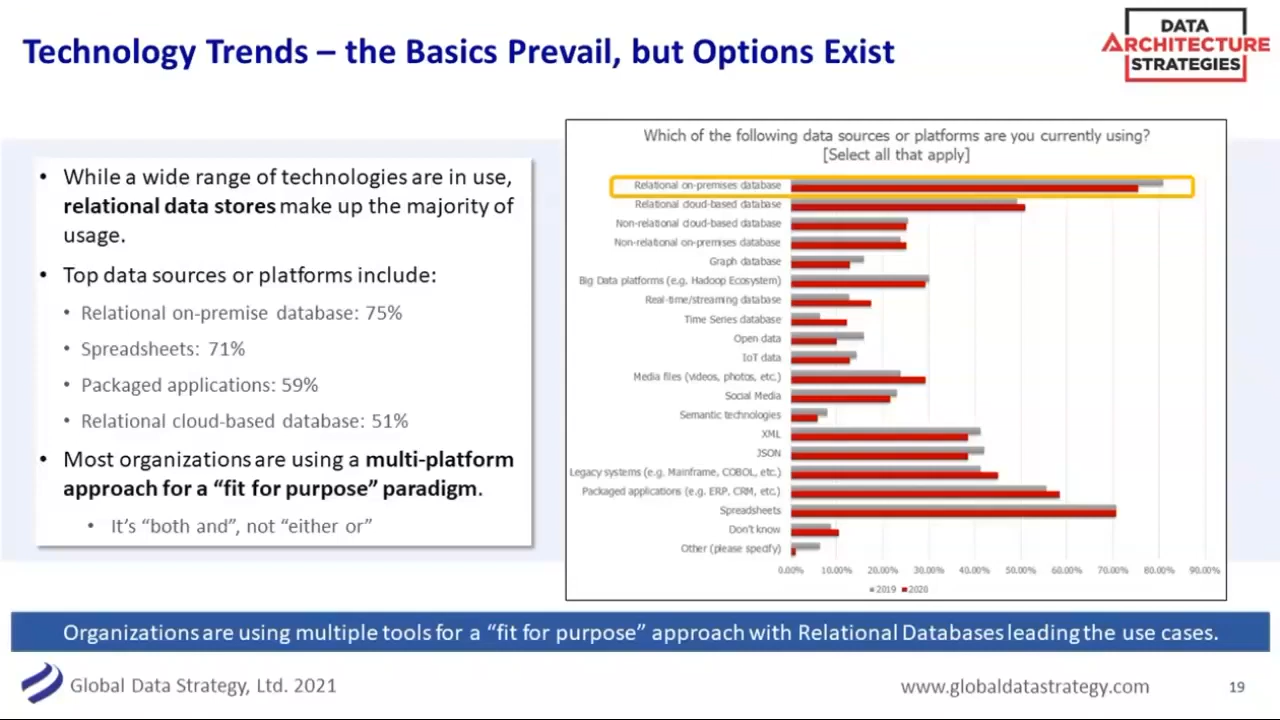 Technology Trends – the Basics Prevail, but Options Exist
DATA
ARCHITECTURE
STRATEGIES
• While a wide range of technologies are in use,
relational data stores make up the majority of
usage.
• Top data sources or platforms include:
• Relational on-premise database: 75%
• Spreadsheets: 71%
• Packaged applications: 59%
• Relational cloud-based database: 51%
• Most organizations are using a multi-platform
approach for a “fit for purpose” paradigm.
• It’s “both and”, not “either or”
Which of the following data sources or platforms are you currently using?
[Select all that apply]
Relational on-premises database
Relational cloud-based database
Non-relational cloud-based database
Non-relational on-premises database
Graph database
Big Data platforms (e.g. Hadoop Ecosystem)
Real-time/streaming database
Time Series database
Open data
IoT data
Media files (videos, photos, etc.)
Social Media
Semantic technologies
XML
JSON
Legacy systems (e.g. Mainframe, COBOL, etc.)
Packaged applications (e.g. ERP, CRM, etc.)
Spreadsheets
Don't know
Other (please specify)
0.00% 10.00% 20.00% 30.00% 40.00% 50.00% 60.00% 70.00% 80.00% 90.00%
2019 2020
Organizations are using multiple tools for a “fit for purpose” approach with Relational Databases leading the use cases.
Global Data Strategy, Ltd. 2021
www.globaldatastrategy.com
19